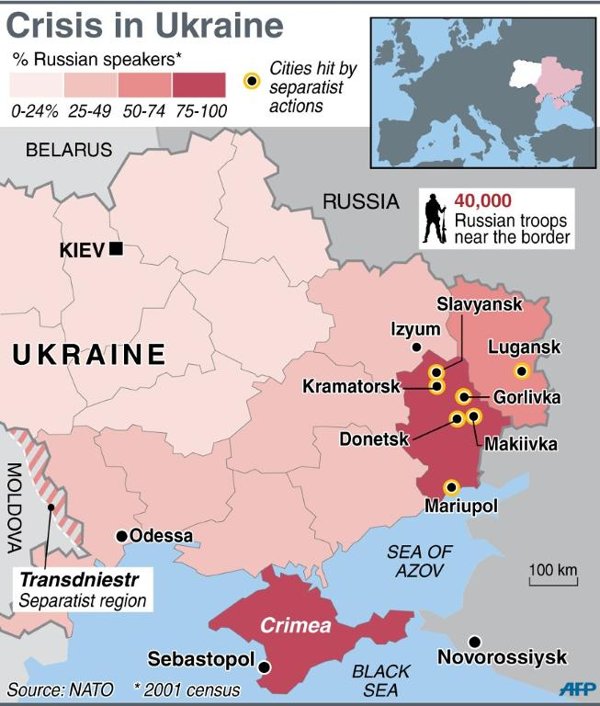 Crisis in Ukraine
% Russian speakers*
0-24% 25-49 50-74 75-100
Cities hit by
separatist
actions
BELARUS
RUSSIA
40,000
Russian troops
near the border
KIEV
Slavyansk
Izyum
Lugansk
UKRAINE
Kramatorsk
Gorlivka
Donetsk
Makiivka
MOLDOVA
Mariupol
Odessa
SEA OF
AZOV
100 km
Transdniestr
Separatist region
Crimea
Sebastopol
Novorossiysk
BLACK
SEA
Source: NATO * 2001 census
AFP